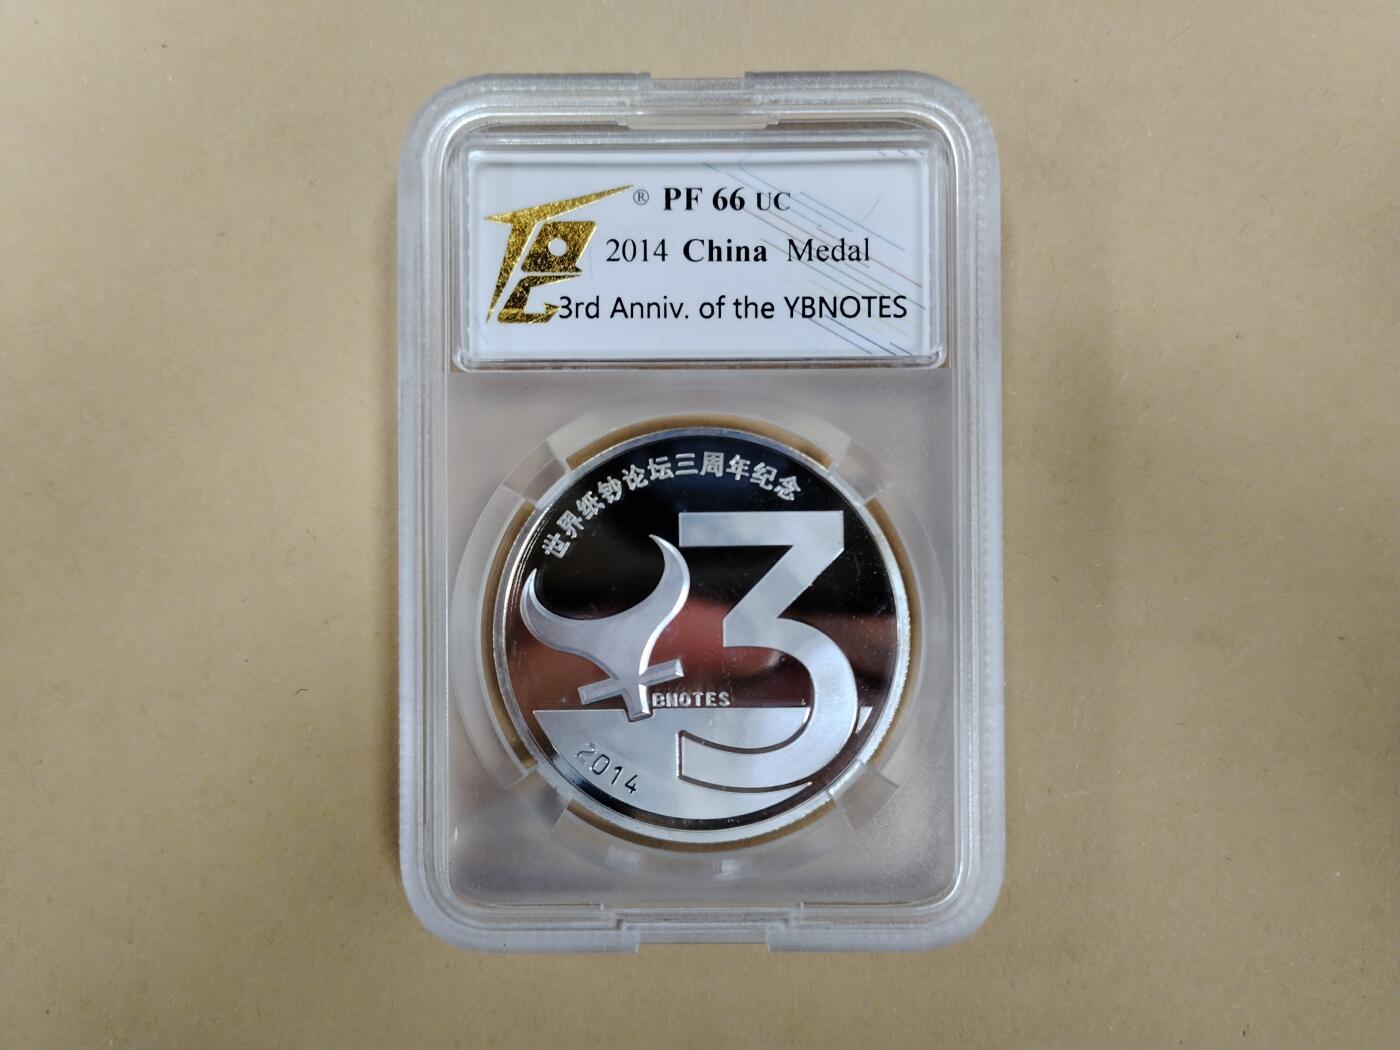 ® PF 66 UC
2014 China Medal
3rd Anniv. of the YBNOTES
世界纸钞论坛三周年纪念
3
BNOTES
2014